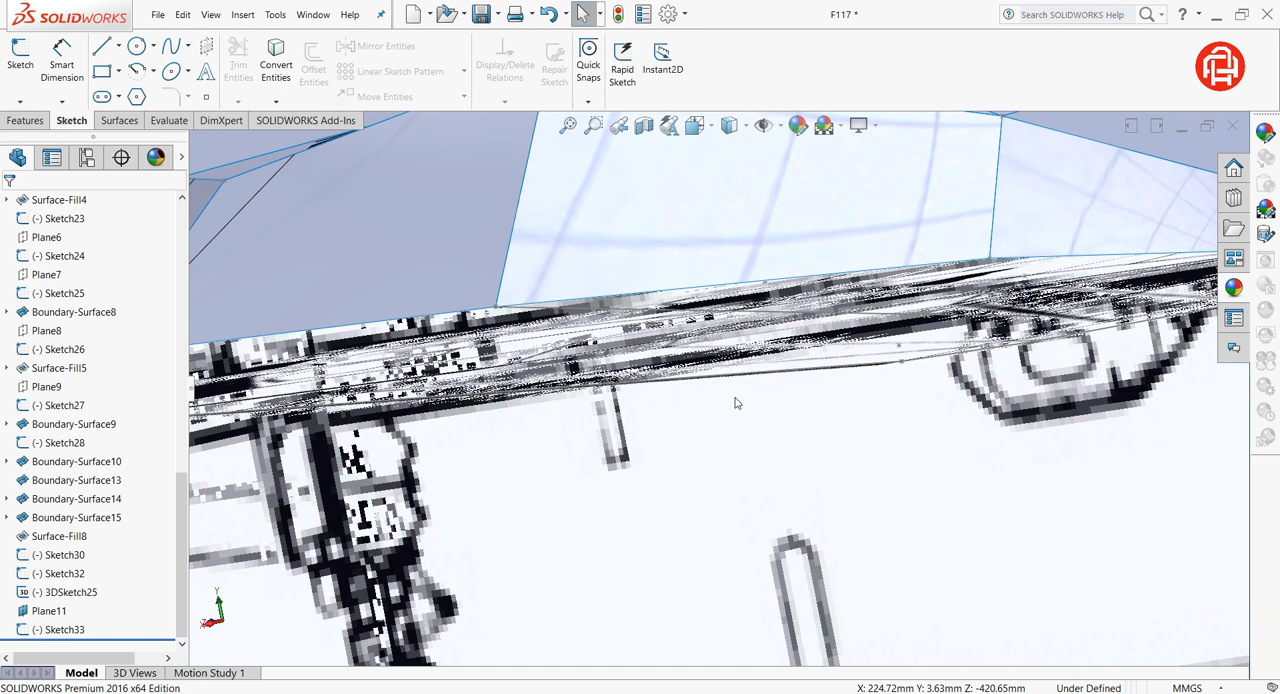 SOLIDWORKS
File Edit View Insert Tools Window Help
F117 *
Search SOLIDWORKS Help
?
Sketch
Smart Dimension
Trim Entities
Convert Entities
Offset Entities
Mirror Entities
Linear Sketch Pattern
Move Entities
Display/Delete Relations
Repair Sketch
Quick Snaps
Rapid Sketch
Instant2D
Features Sketch Surfaces Evaluate DimXpert SOLIDWORKS Add-Ins
Surface-Fill4
(-) Sketch23
Plane6
(-) Sketch24
Plane7
(-) Sketch25
Boundary-Surface8
Plane8
(-) Sketch26
Surface-Fill5
Plane9
(-) Sketch27
Boundary-Surface9
(-) Sketch28
Boundary-Surface10
Boundary-Surface13
Boundary-Surface14
Boundary-Surface15
Surface-Fill8
(-) Sketch30
(-) Sketch32
3D (-) 3DSketch25
Plane11
(-) Sketch33
Y
Z
Model 3D Views Motion Study 1
SOLIDWORKS Premium 2016 x64 Edition
X: 224.72mm Y: 3.63mm Z: -420.65mm Under Defined MMGS